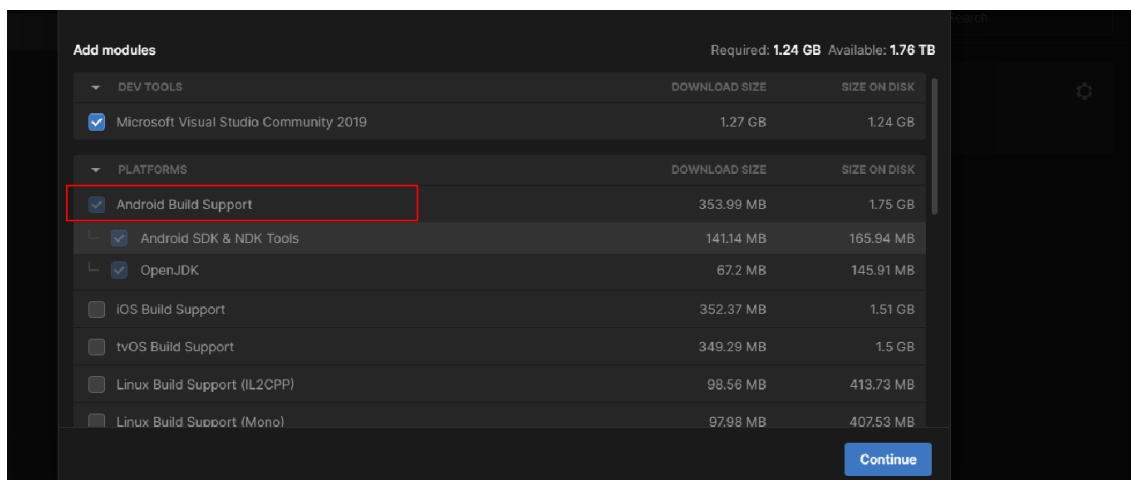 Search
Add modules Required: 1.24 GB Available: 1.76 TB
DEV TOOLS DOWNLOAD SIZE SIZE ON DISK
Microsoft Visual Studio Community 2019 1.27 GB 1.24 GB
PLATFORMS DOWNLOAD SIZE SIZE ON DISK
Android Build Support 353.99 MB 1.75 GB
Android SDK & NDK Tools 141.14 MB 165.94 MB
OpenJDK 67.2 MB 145.91 MB
iOS Build Support 352.37 MB 1.51 GB
tvOS Build Support 349.29 MB 1.5 GB
Linux Build Support (IL2CPP) 98.56 MB 413.73 MB
Linux Build Support (Mono) 97.98 MB 407.53 MB
Continue